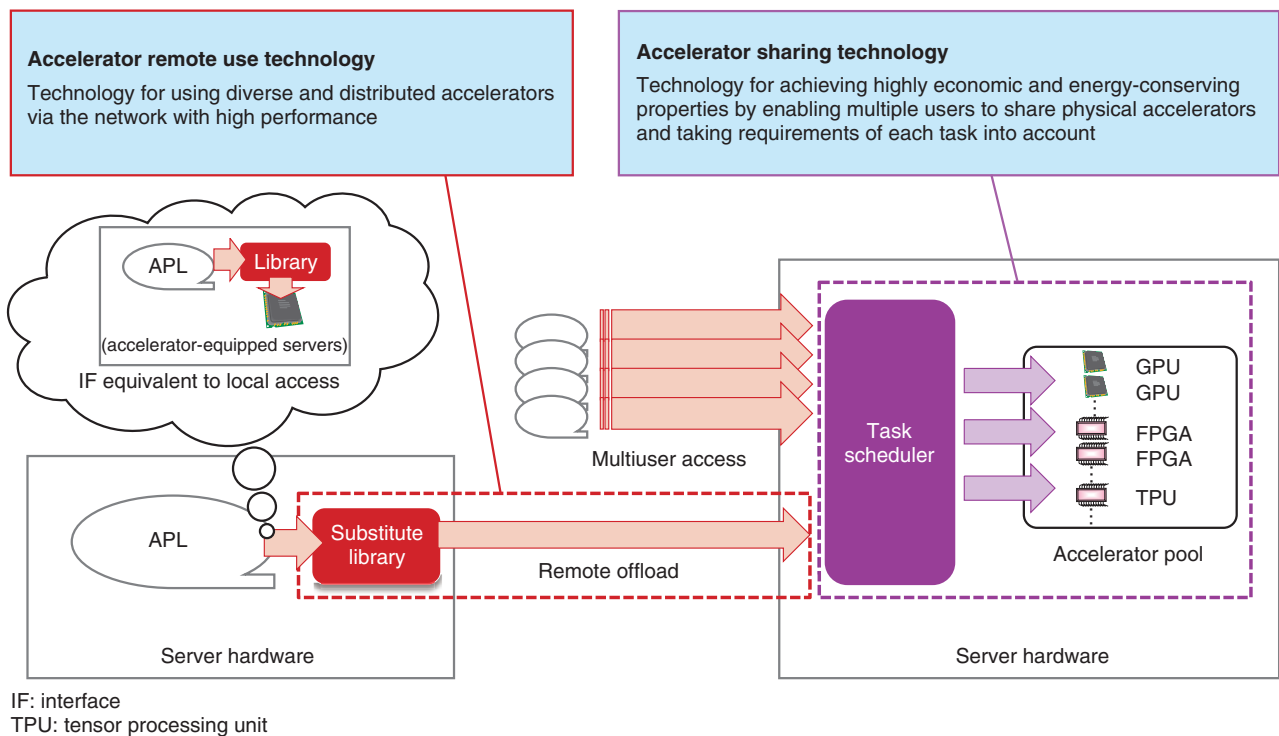 Accelerator remote use technology
Technology for using diverse and distributed accelerators
via the network with high performance
Accelerator sharing technology
Technology for achieving highly economic and energy-conserving
properties by enabling multiple users to share physical accelerators
and taking requirements of each task into account
APL
Library
(accelerator-equipped servers)
IF equivalent to local access
Multiuser access
Task
scheduler
GPU
GPU
FPGA
FPGA
TPU
Accelerator pool
APL
Substitute
library
Remote offload
Server hardware
Server hardware
IF: interface
TPU: tensor processing unit